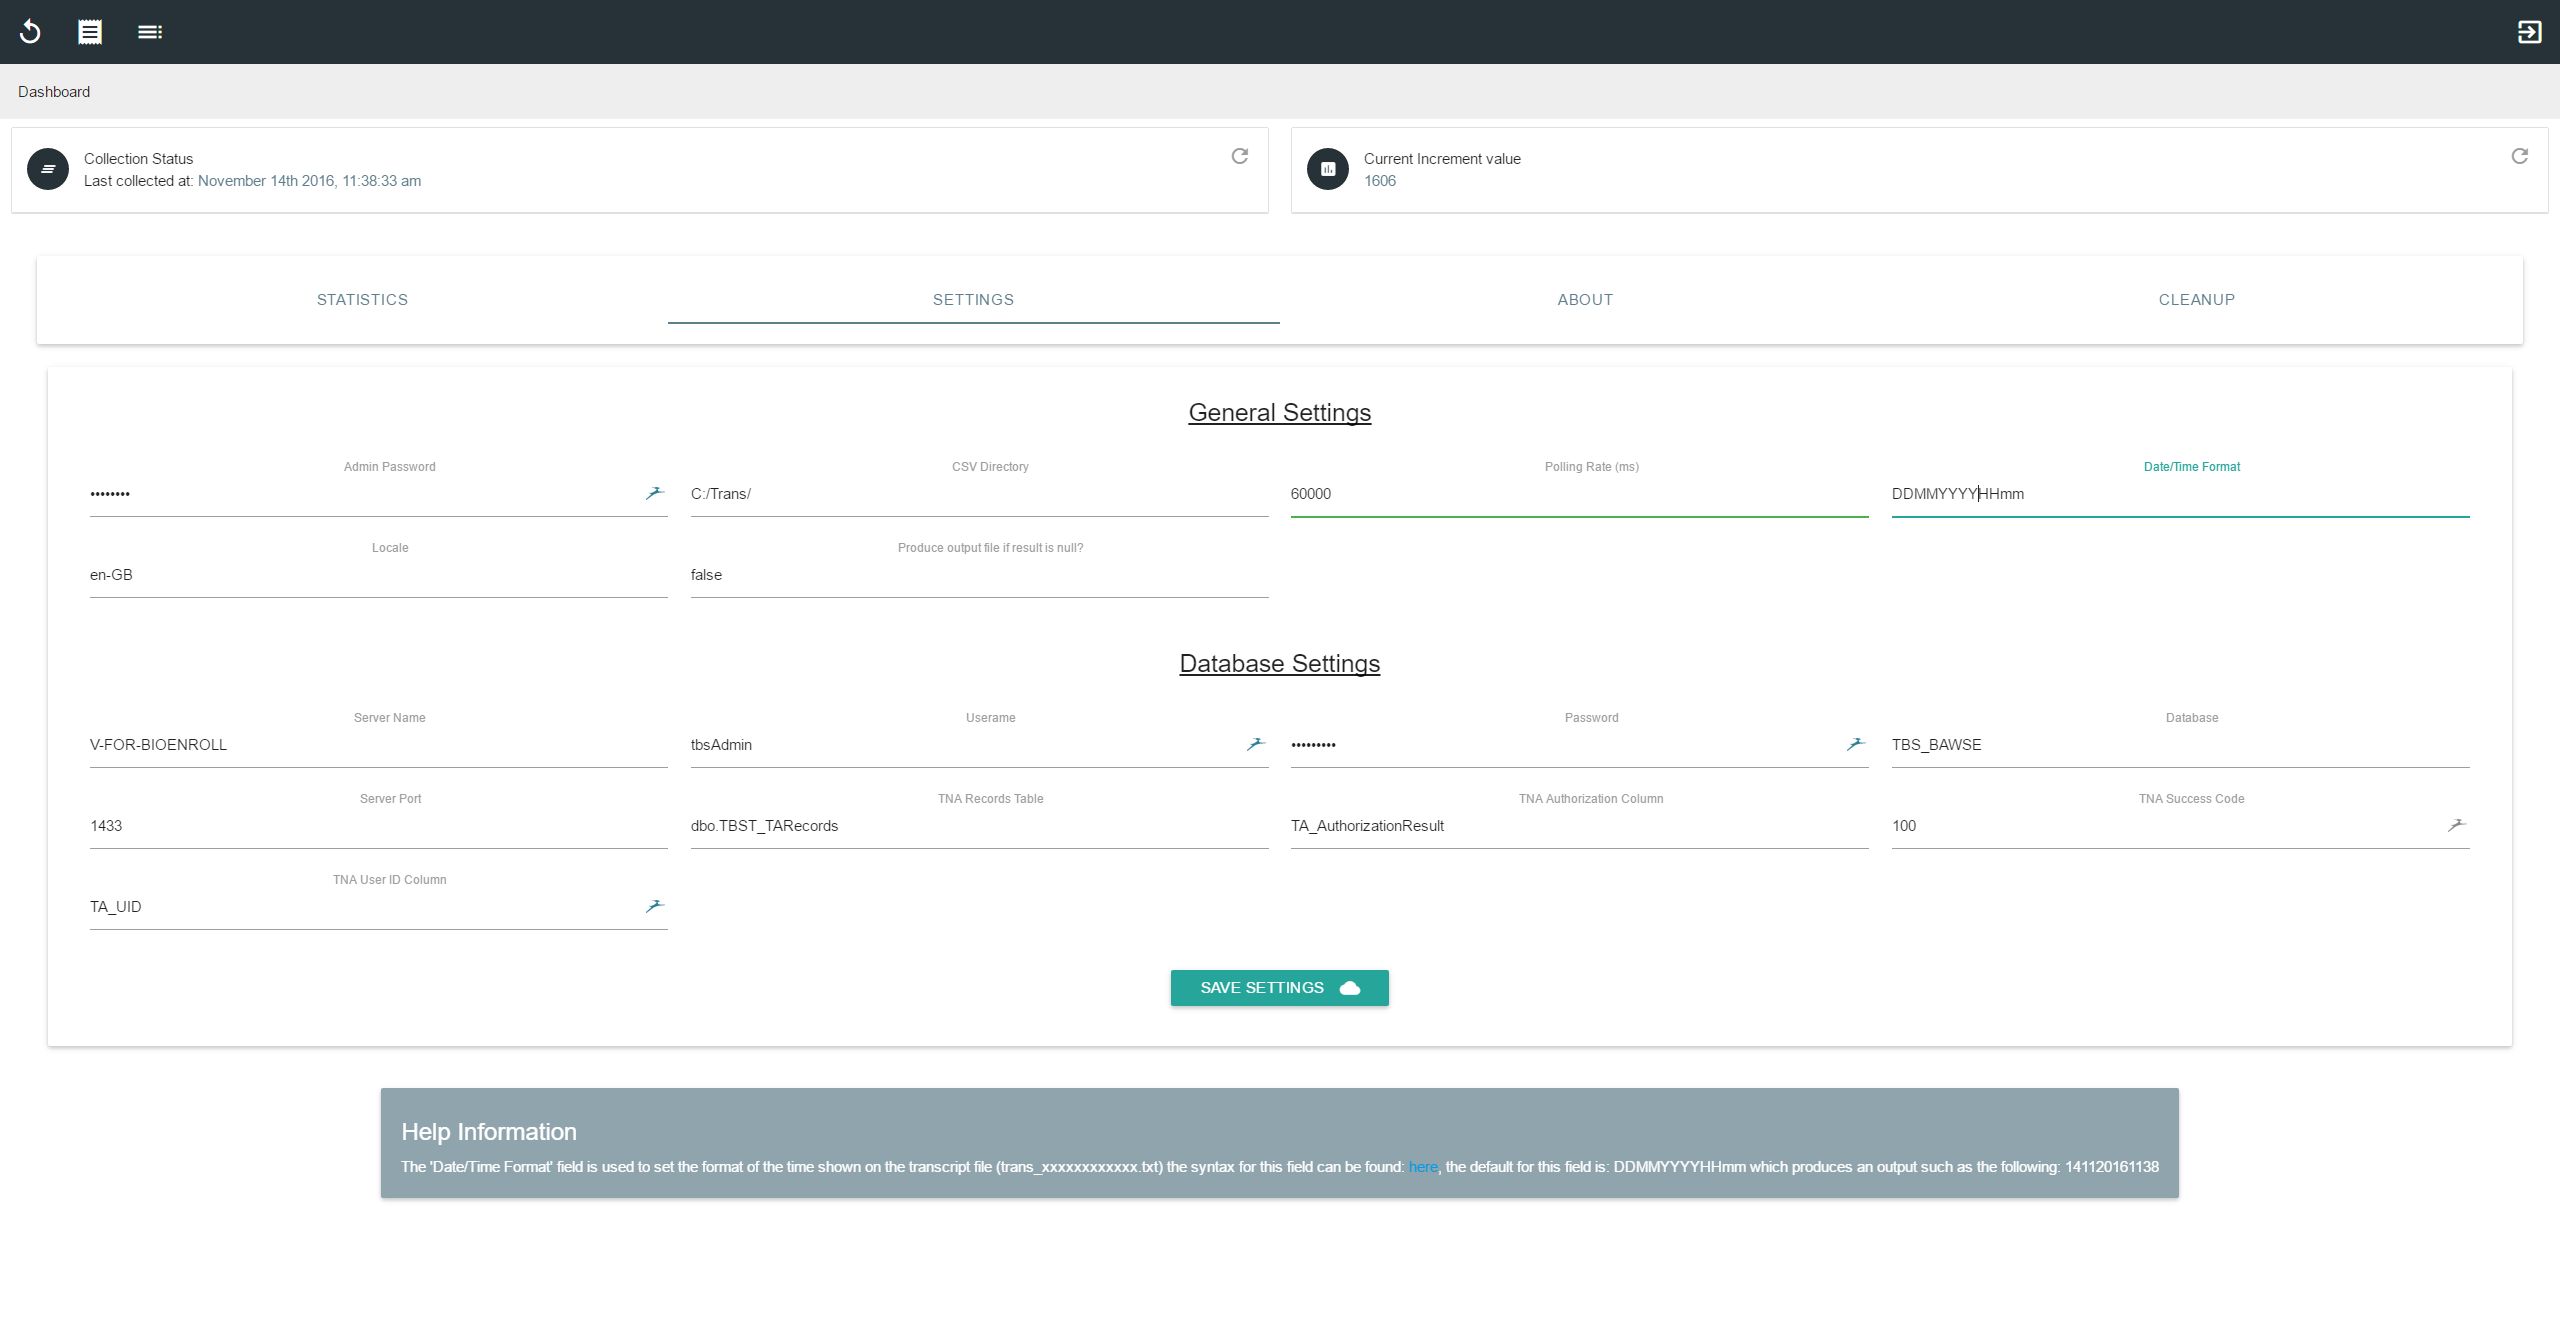 Dashboard
Collection Status
Last collected at: November 14th 2016, 11:38:33 am
Current Increment value
1606
STATISTICS SETTINGS ABOUT CLEANUP
General Settings
Admin Password CSV Directory Polling Rate (ms) Date/Time Format
•••••••• C:/Trans/ 60000 DDMMYYYYHHmm
Locale Produce output file if result is null?
en-GB false
Database Settings
Server Name Userame Password Database
V-FOR-BIOENROLL tbsAdmin ••••••••• TBS_BAWSE
Server Port TNA Records Table TNA Authorization Column TNA Success Code
1433 dbo.TBST_TARecords TA_AuthorizationResult 100
TNA User ID Column
TA_UID
SAVE SETTINGS
Help Information
The 'Date/Time Format' field is used to set the format of the time shown on the transcript file (trans_xxxxxxxxxxxx.txt) the syntax for this field can be found: here, the default for this field is: DDMMYYYYHHmm which produces an output such as the following: 141120161138